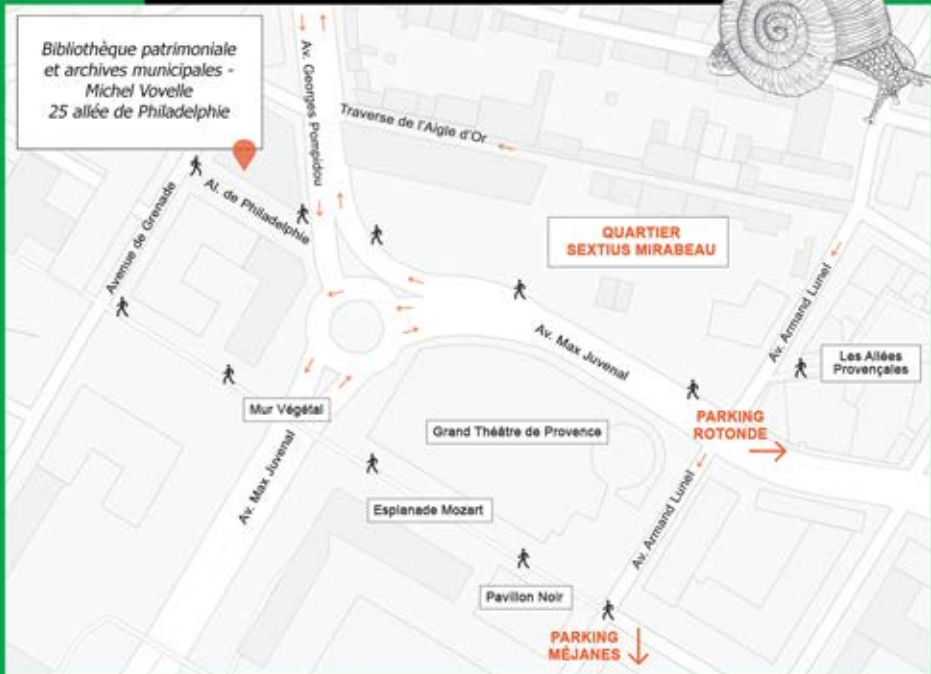 Bibliothèque patrimoniale
et archives municipales -
Michel Vovelle
25 allée de Philadelphie
Av. Georges Pompidou
Traverse de l'Aigle d'Or
Al. de Philadelphie
Avenue de Grenade
QUARTIER
SEXTIUS MIRABEAU
Av. Armand Lunel
Av. Max Juvenal
Les Allées
Provençales
Mur Végétal
PARKING
ROTONDE
Grand Théâtre de Provence
Av. Max Juvenal
Esplanade Mozart
Av. Armand Lunel
Pavillon Noir
PARKING
MÉJANES